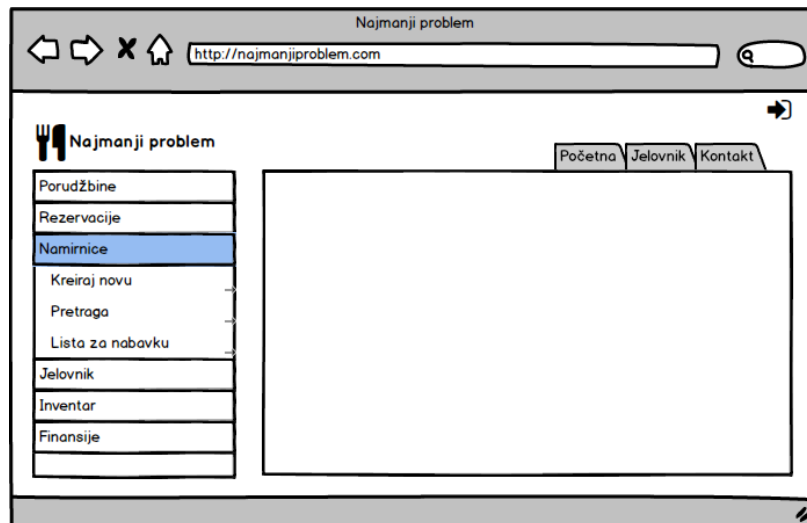 Najmanji problem
http://najmanjiproblem.com
Najmanji problem
Početna Jelovnik Kontakt
Porudžbine
Rezervacije
Namirnice
Kreiraj novu
Pretraga
Lista za nabavku
Jelovnik
Inventar
Finansije